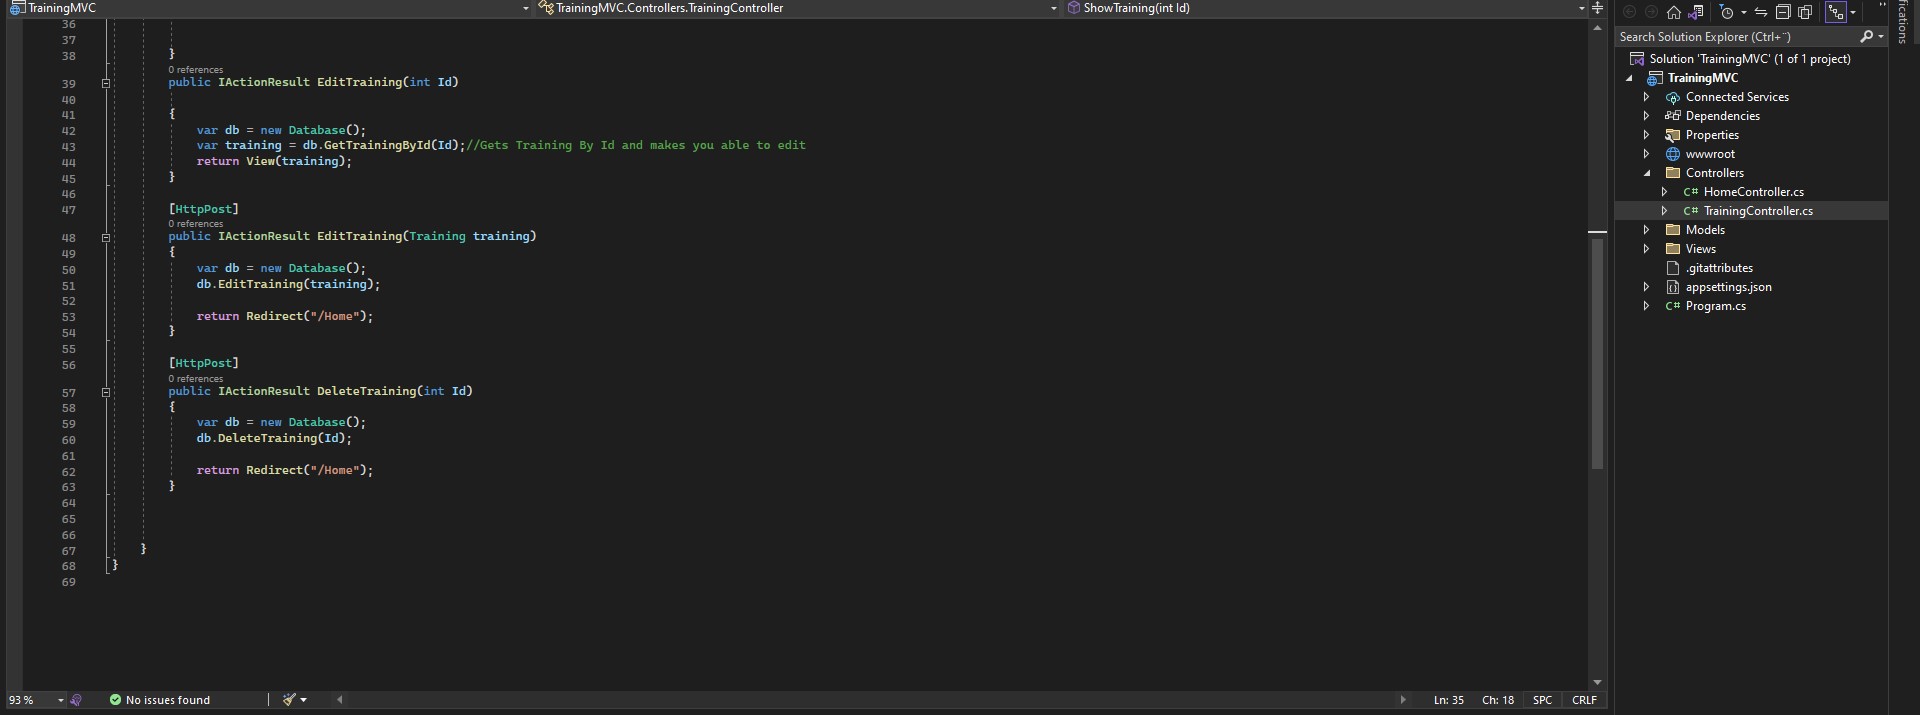 TrainingMVC
TrainingMVC.Controllers.TrainingController
ShowTraining(int Id)
36
37
38 }
0 references
39 public IActionResult EditTraining(int Id)
40
41 {
42 var db = new Database();
43 var training = db.GetTrainingById(Id);//Gets Training By Id and makes you able to edit
44 return View(training);
45 }
46
47 [HttpPost]
0 references
48 public IActionResult EditTraining(Training training)
49 {
50 var db = new Database();
51 db.EditTraining(training);
52
53 return Redirect("/Home");
54 }
55
56 [HttpPost]
0 references
57 public IActionResult DeleteTraining(int Id)
58 {
59 var db = new Database();
60 db.DeleteTraining(Id);
61
62 return Redirect("/Home");
63 }
64
65
66
67 }
68 }
69
93 %
No issues found
Ln: 35
Ch: 18
SPC
CRLF
Search Solution Explorer (Ctrl+¨)
Solution 'TrainingMVC' (1 of 1 project)
TrainingMVC
Connected Services
Dependencies
Properties
wwwroot
Controllers
C# HomeController.cs
C# TrainingController.cs
Models
Views
.gitattributes
appsettings.json
C# Program.cs